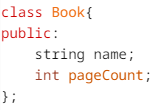 class Book{
public:
    string name;
    int pageCount;
};